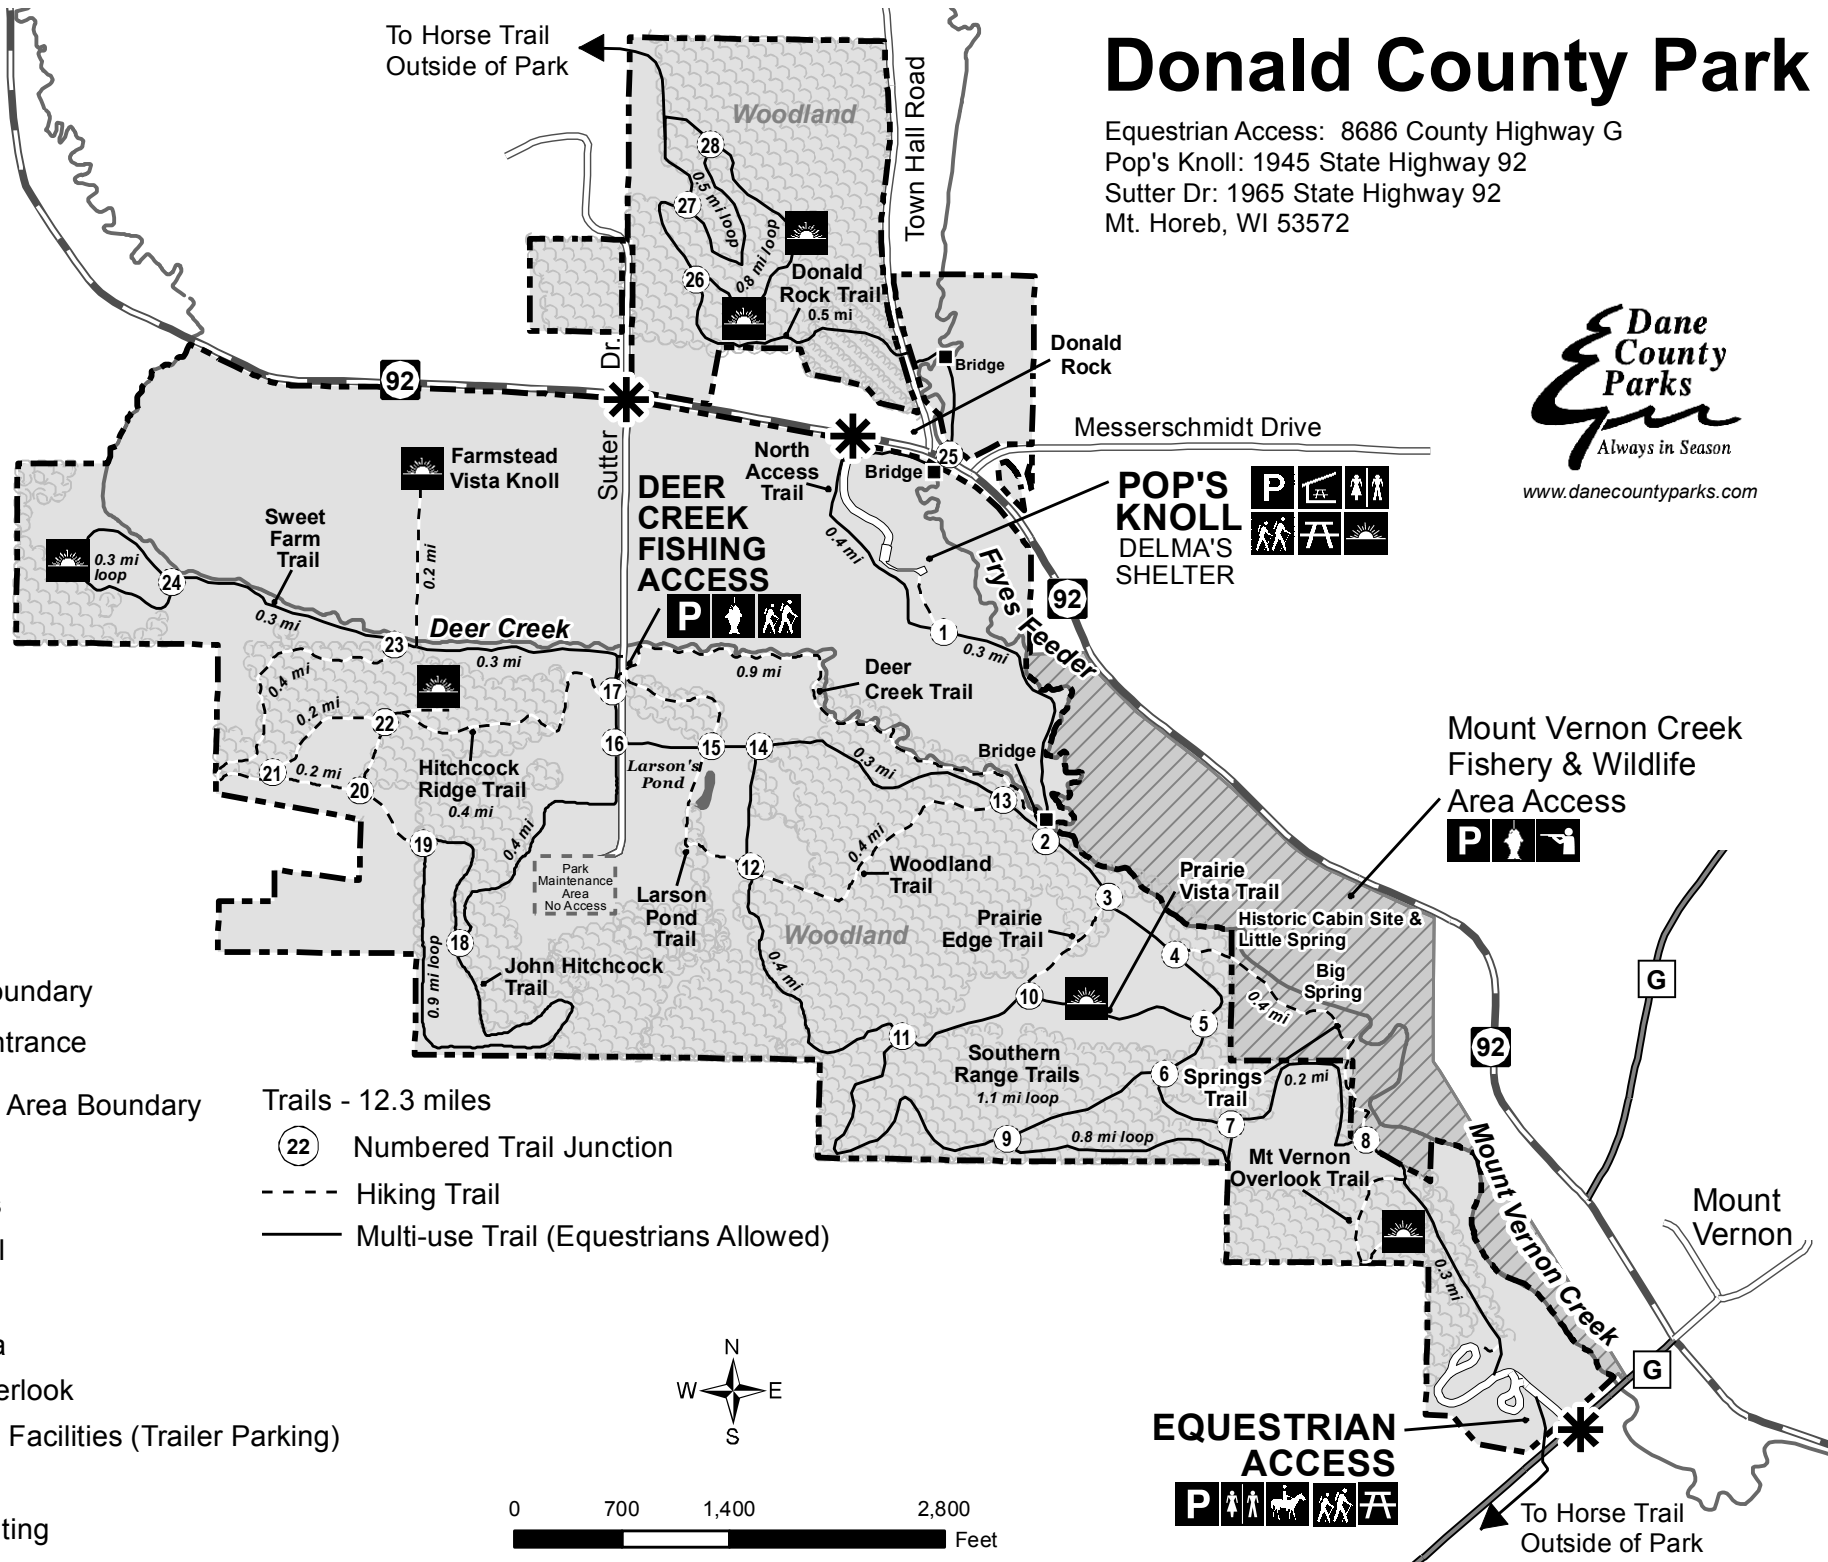 Donald County Park
Equestrian Access: 8686 County Highway G
Pop's Knoll: 1945 State Highway 92
Sutter Dr: 1965 State Highway 92
Mt. Horeb, WI 53572
To Horse Trail
Outside of Park
Woodland
Town Hall Road
28
0.5 mi loop
27
0.8 mi loop
26
Donald
Rock Trail
0.5 mi
Dane
County
Parks
Always in Season
www.danecountyparks.com
Bridge
Donald
Rock
92
Sutter Dr.
Messerschmidt Drive
Farmstead
Vista Knoll
North
Access
Trail
Bridge
25
DEER
CREEK
FISHING
ACCESS
P
POP'S
KNOLL
DELMA'S
SHELTER
P
Sweet
Farm
Trail
0.3 mi
loop
24
0.2 mi
0.4 mi
Fryes Feeder
92
0.3 mi
23
Deer Creek
0.3 mi
1
0.3 mi
0.9 mi
Deer
Creek Trail
0.4 mi
0.2 mi
22
17
16
15
14
0.3 mi
Bridge
21
0.2 mi
20
Hitchcock
Ridge Trail
0.4 mi
Larson's
Pond
13
2
Mount Vernon Creek
Fishery & Wildlife
Area Access
P
19
0.4 mi
Park
Maintenance
Area
No Access
12
0.4 mi
Woodland
Trail
Larson
Pond
Trail
3
Prairie
Vista Trail
Prairie
Edge Trail
Historic Cabin Site &
Little Spring
Woodland
18
0.9 mi loop
John Hitchcock
Trail
0.4 mi
4
Big
Spring
0.4 mi
10
5
11
G
92
Southern
Range Trails
1.1 mi loop
6
Springs
Trail
0.2 mi
7
8
9
0.8 mi loop
Mt Vernon
Overlook Trail
Mount Vernon Creek
Mount
Vernon
0.3 mi
G
oundary
ntrance
Area Boundary
s
l
a
erlook
Facilities (Trailer Parking)
ting
Trails - 12.3 miles
22 Numbered Trail Junction
Hiking Trail
Multi-use Trail (Equestrians Allowed)
N
W E
S
0 700 1,400 2,800
Feet
EQUESTRIAN
ACCESS
P
To Horse Trail
Outside of Park